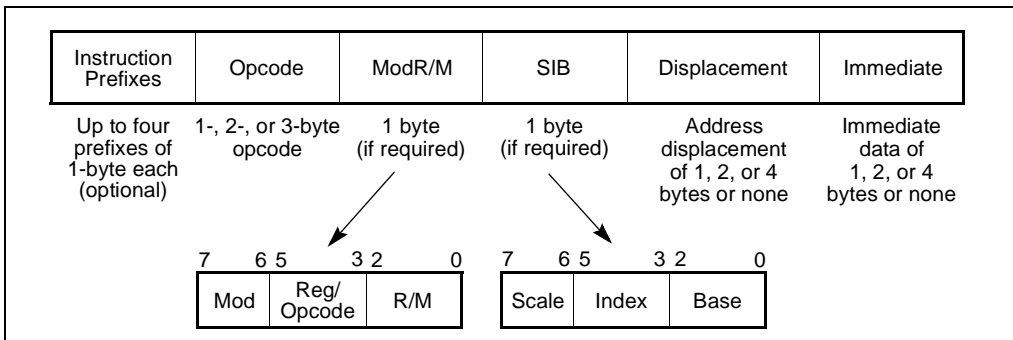 Instruction Prefixes Opcode ModR/M SIB Displacement Immediate
Up to four prefixes of 1-byte each (optional)
1-, 2-, or 3-byte opcode
1 byte (if required)
1 byte (if required)
Address displacement of 1, 2, or 4 bytes or none
Immediate data of 1, 2, or 4 bytes or none
7 6 5 3 2 0
Mod Reg/Opcode R/M
7 6 5 3 2 0
Scale Index Base